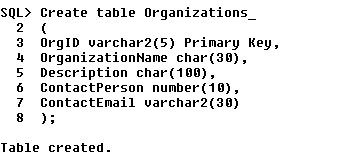 SQL> Create table Organizations_
2 (
3 OrgID varchar2(5) Primary Key,
4 OrganizationName char(30),
5 Description char(100),
6 ContactPerson number(10),
7 ContactEmail varchar2(30)
8 );
Table created.